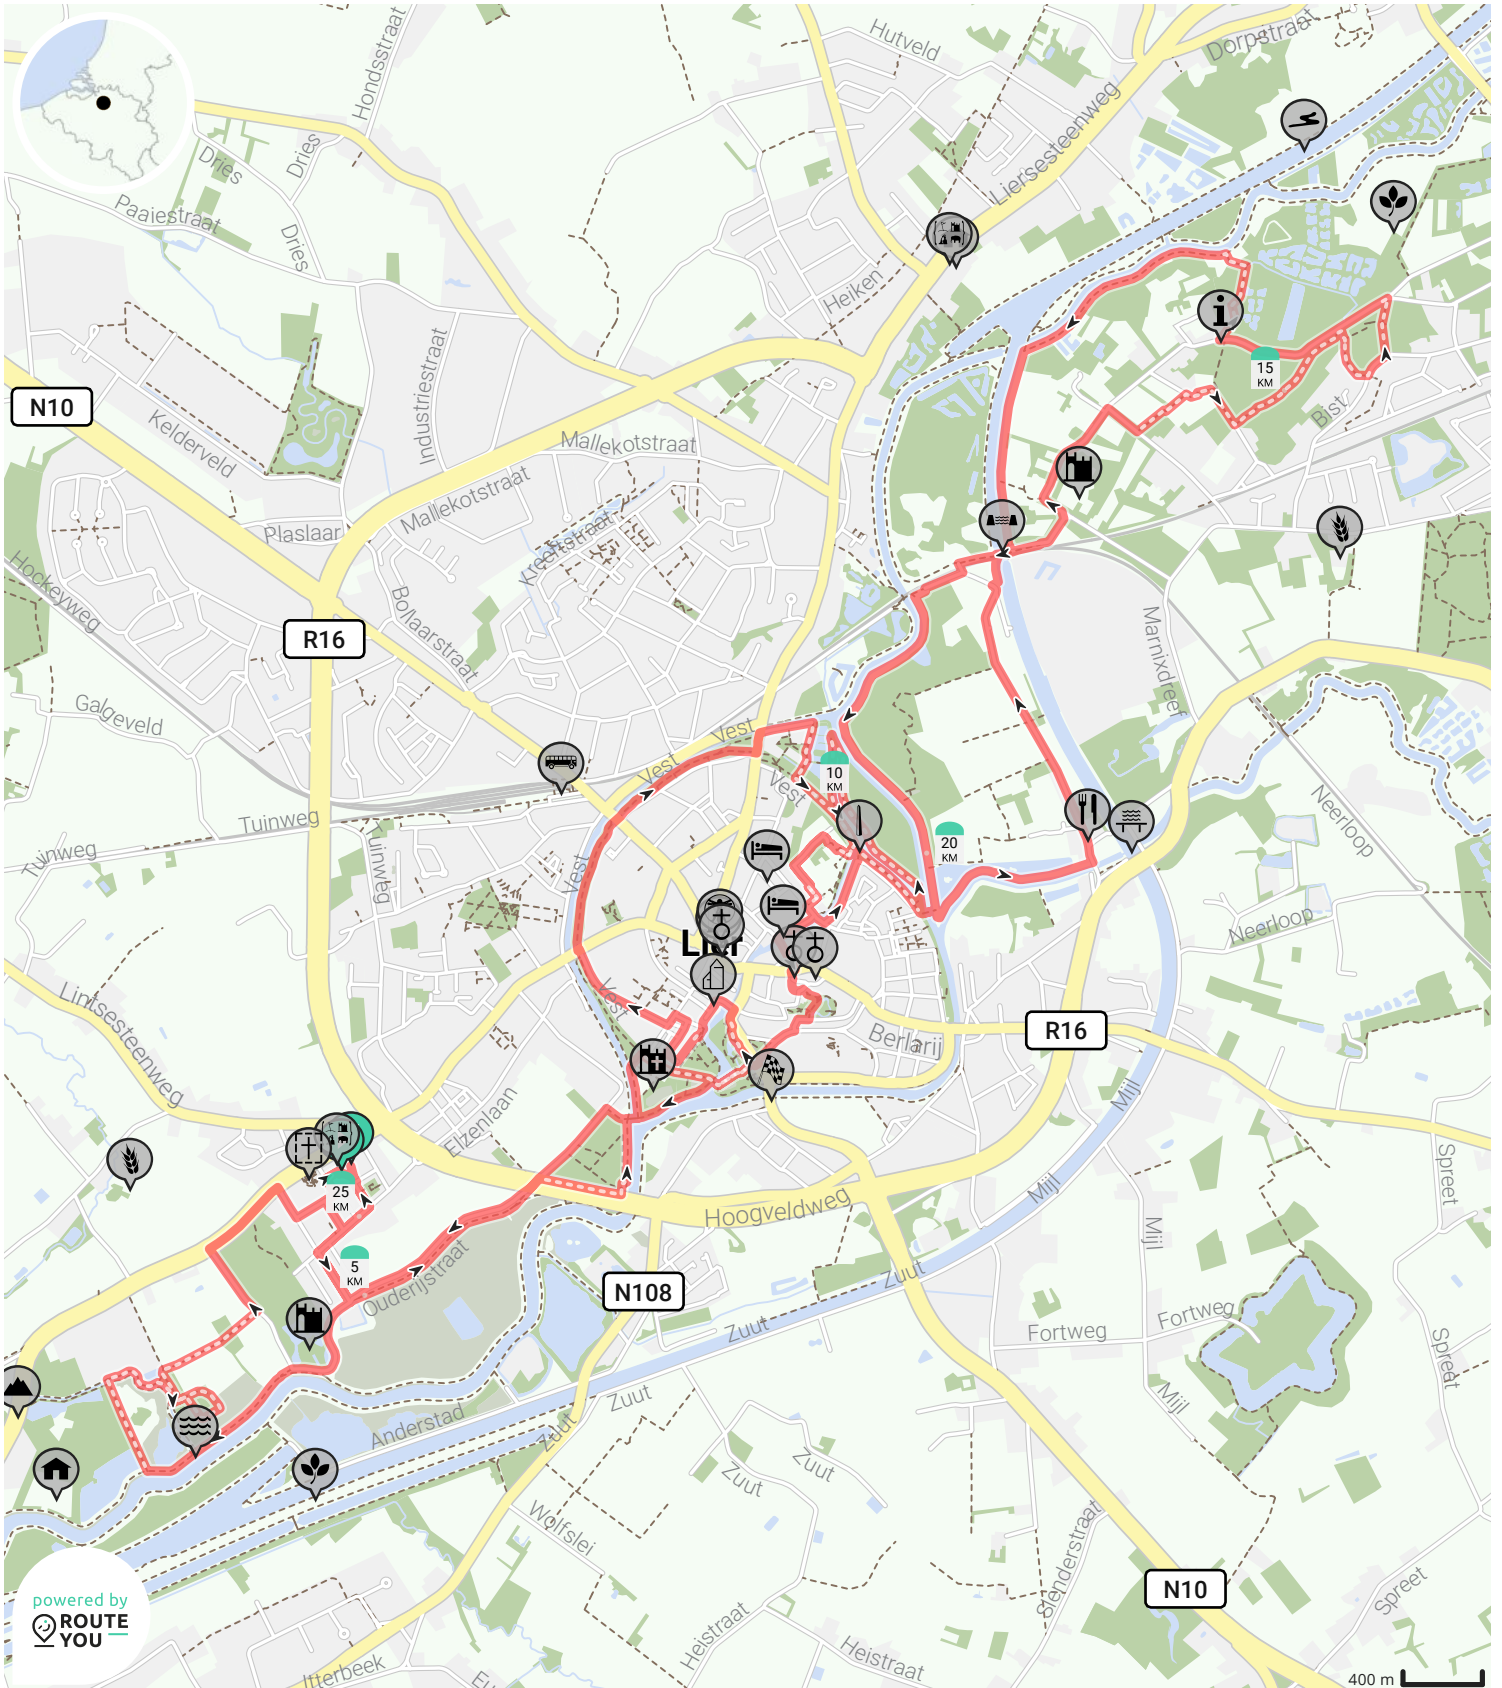 Hutveld
Dorpstraat
Hondsstraat
Liersesteenweg
Dries
Dries
Paaiestraat
Dries
Heiken
15
KM
Bist
N10
Kelderveld
Industriestraat
Mallekotstraat
Mallekotstraat
Plaslaar
Kreeftstraat
Hockeyweg
Bollaarstraat
R16
Marnixdreef
Galgeveld
Vest
Vest
Vest
10
KM
Neerloop
Tuinweg
Tuinweg
Tuinweg
Vest
20
KM
Neerloop
Lintsesteenweg
Vest
Berlarij
R16
Mijl
Elzenlaan
25
KM
Spreet
Mijl
Hoogveldweg
Mijl
5
KM
Ouderijstraat
Zuut
N108
Zuut
Fortweg
Fortweg
Spreet
Zuut
Mijl
Anderstad
Zuut
Zuut
Zuut
Wolfslei
Slenderstraat
N10
Spreet
powered by
ROUTE
YOU
Heistraat
Heistraat
Itterbeek
400 m